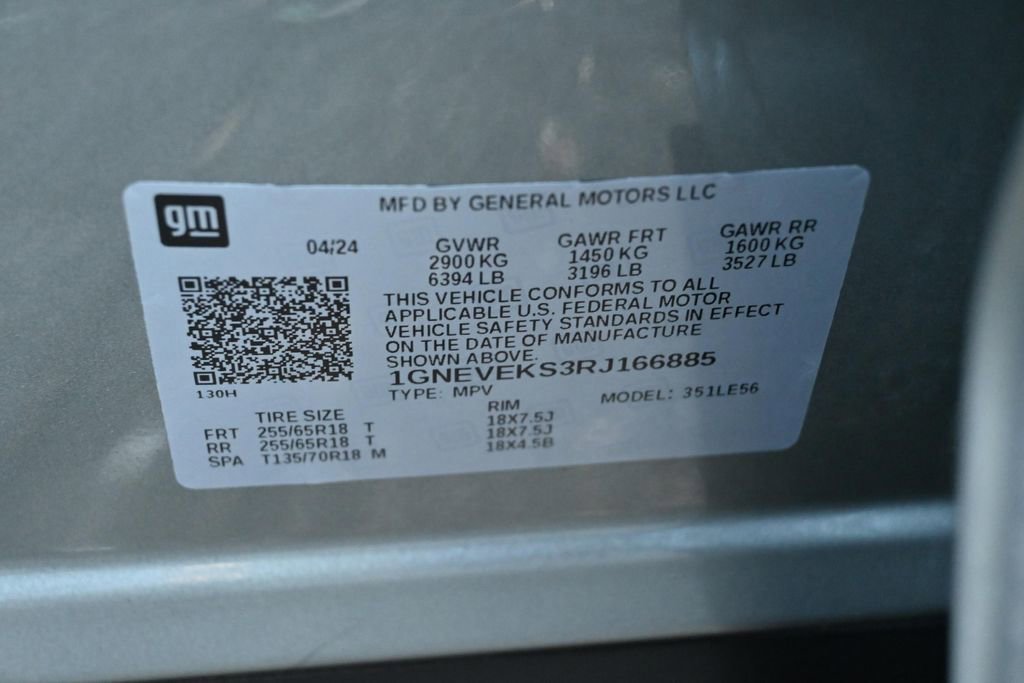 gm
MFD BY GENERAL MOTORS LLC
04/24 GVWR GAWR FRT GAWR RR
2900 KG 1450 KG 1600 KG
6394 LB 3196 LB 3527 LB
THIS VEHICLE CONFORMS TO ALL
APPLICABLE U.S. FEDERAL MOTOR
VEHICLE SAFETY STANDARDS IN EFFECT
ON THE DATE OF MANUFACTURE
SHOWN ABOVE.
1GNEVEKS3RJ166885
130H TYPE: MPV MODEL: 351LE56
TIRE SIZE RIM
FRT 255/65R18 T 18X7.5J
RR 255/65R18 T 18X7.5J
SPA T135/70R18 M 18X4.5B